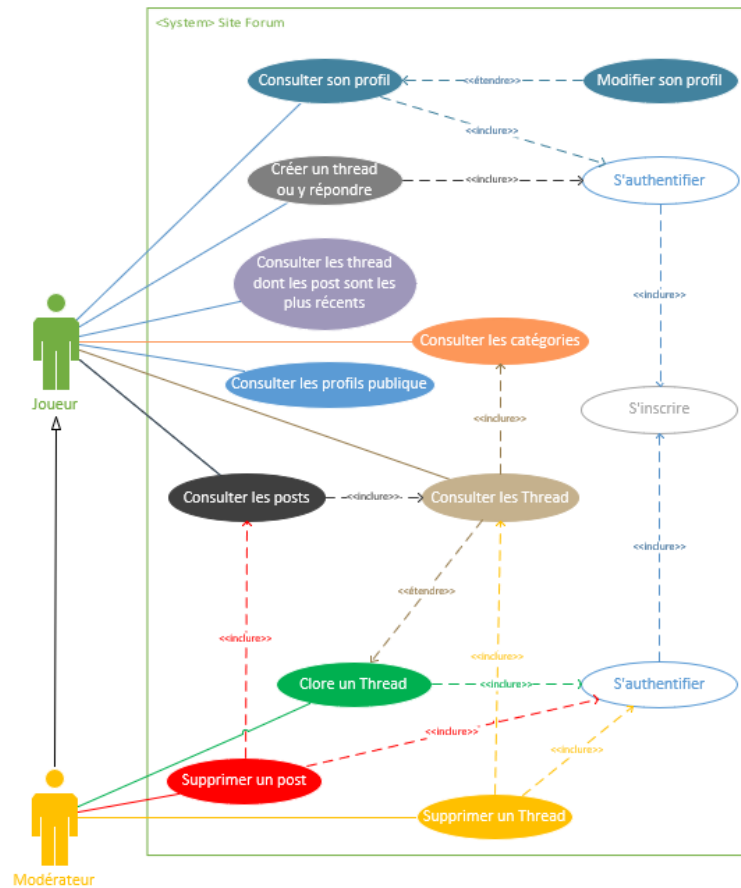 <System> Site Forum
Consulter son profil
<<étendre>>
Modifier son profil
<<inclure>>
Créer un thread
ou y répondre
<<inclure>>
S'authentifier
Consulter les thread
dont les post sont les
plus récents
<<inclure>>
Consulter les catégories
Joueur
Consulter les profils publique
S'inscrire
<<inclure>>
Consulter les posts
<<inclure>>
Consulter les Thread
<<inclure>>
<<étendre>>
<<inclure>>
<<inclure>>
Clore un Thread
<<inclure>>
S'authentifier
<<inclure>>
<<inclure>>
Supprimer un post
Supprimer un Thread
Modérateur